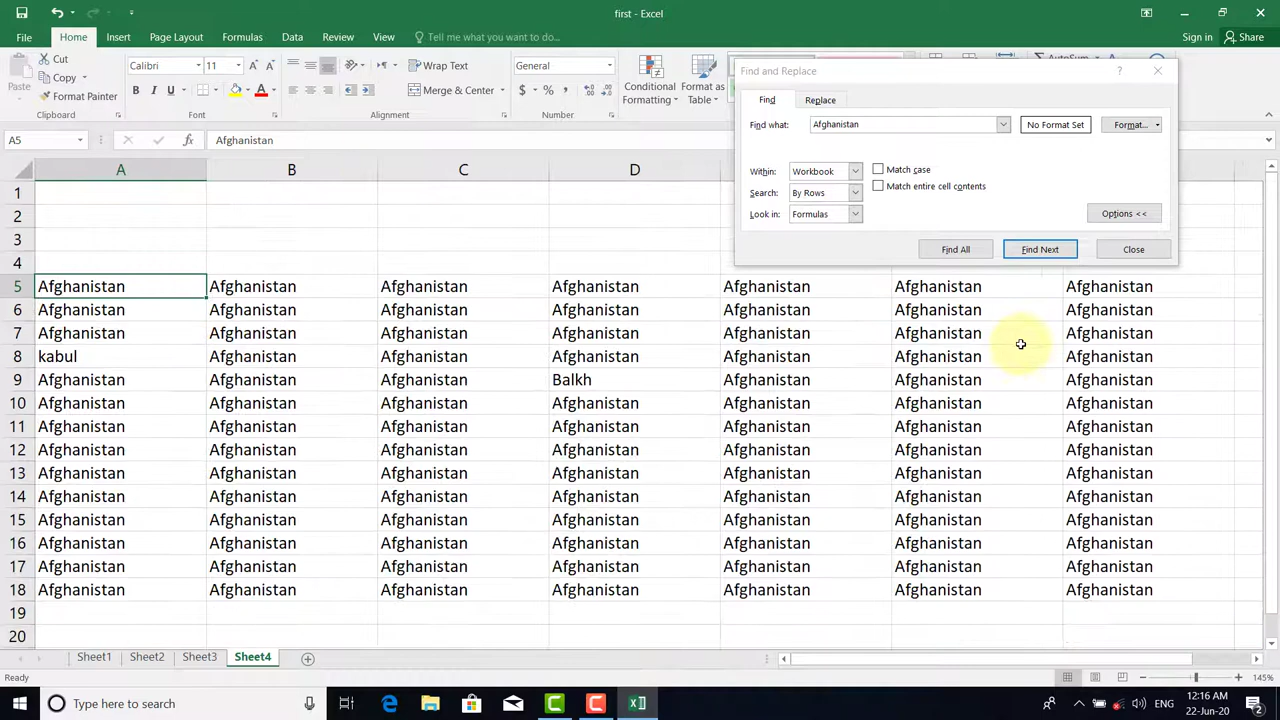 first - Excel
File Home Insert Page Layout Formulas Data Review View Tell me what you want to do... Sign in Share
Paste Cut Copy Format Painter
Clipboard
Calibri 11 B I U A
Font
Wrap Text
Merge & Center
Alignment
General
$ % ,
Number
Conditional Formatting
Format as Table
AutoSum
Find and Replace ?
Find Replace
Find what: Afghanistan No Format Set Format...
Within: Workbook Match case
Search: By Rows Match entire cell contents
Look in: Formulas
Options <<
Find All Find Next Close
A5 fx Afghanistan
A B C D
1
2
3
4
5 Afghanistan Afghanistan Afghanistan Afghanistan Afghanistan Afghanistan Afghanistan
6 Afghanistan Afghanistan Afghanistan Afghanistan Afghanistan Afghanistan Afghanistan
7 Afghanistan Afghanistan Afghanistan Afghanistan Afghanistan Afghanistan Afghanistan
8 kabul Afghanistan Afghanistan Afghanistan Afghanistan Afghanistan Afghanistan
9 Afghanistan Afghanistan Afghanistan Balkh Afghanistan Afghanistan Afghanistan
10 Afghanistan Afghanistan Afghanistan Afghanistan Afghanistan Afghanistan Afghanistan
11 Afghanistan Afghanistan Afghanistan Afghanistan Afghanistan Afghanistan Afghanistan
12 Afghanistan Afghanistan Afghanistan Afghanistan Afghanistan Afghanistan Afghanistan
13 Afghanistan Afghanistan Afghanistan Afghanistan Afghanistan Afghanistan Afghanistan
14 Afghanistan Afghanistan Afghanistan Afghanistan Afghanistan Afghanistan Afghanistan
15 Afghanistan Afghanistan Afghanistan Afghanistan Afghanistan Afghanistan Afghanistan
16 Afghanistan Afghanistan Afghanistan Afghanistan Afghanistan Afghanistan Afghanistan
17 Afghanistan Afghanistan Afghanistan Afghanistan Afghanistan Afghanistan Afghanistan
18 Afghanistan Afghanistan Afghanistan Afghanistan Afghanistan Afghanistan Afghanistan
19
20
Sheet1 Sheet2 Sheet3 Sheet4
Ready 145%
Type here to search ENG 12:16 AM
22-Jun-20 2